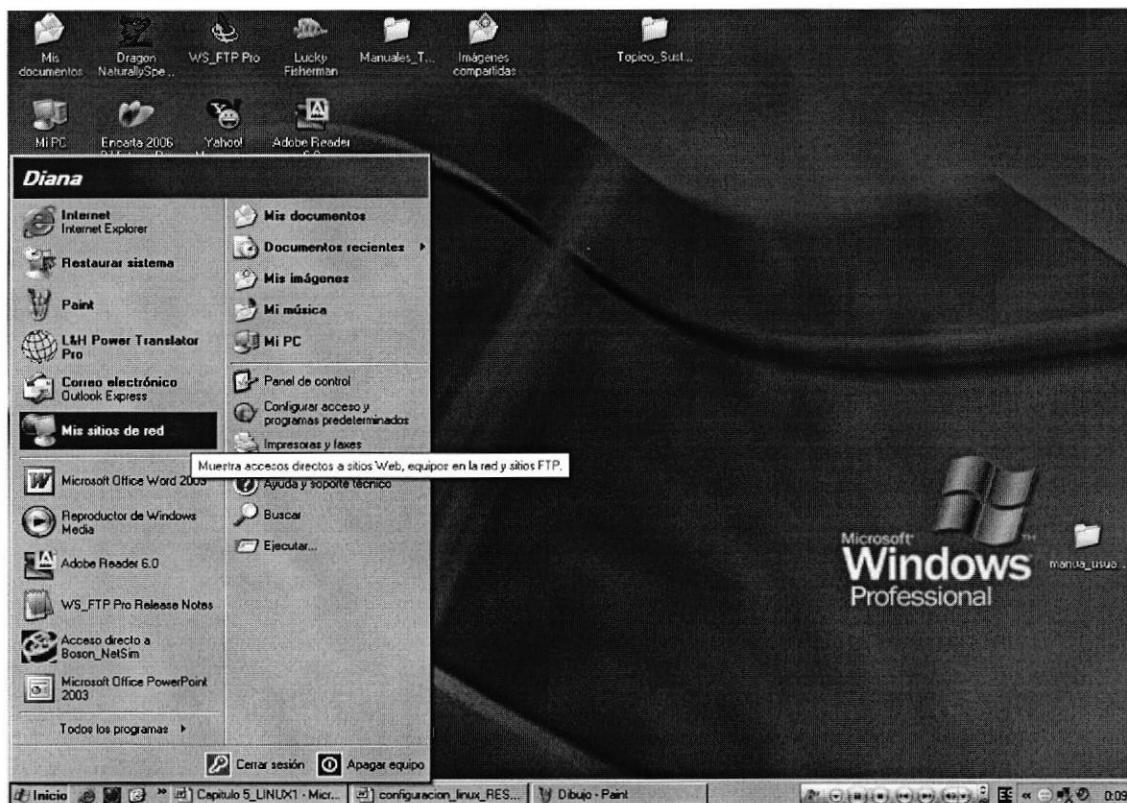 Mis documentos
Dragon NaturallySpe...
WS_FTP Pro
Lucky Fisherman
Manuales_T...
Imágenes compartidas
Topico_Sust...
Mi PC
Encarta 2006
Yahoo!
Adobe Reader
Diana
Internet
Internet Explorer
Restaurar sistema
Paint
L&H Power Translator
Pro
Correo electrónico
Outlook Express
Mis sitios de red
Microsoft Office Word 2003
Reproductor de Windows
Media
Adobe Reader 6.0
WS_FTP Pro Release Notes
Acceso directo a
Boson_NetSim
Microsoft Office PowerPoint
2003
Todos los programas
Mis documentos
Documentos recientes
Mis imágenes
Mi música
Mi PC
Panel de control
Configurar acceso y
programas predeterminados
Impresoras y faxes
Muestra accesos directos a sitios Web, equipos en la red y sitios FTP.
Ayuda y soporte técnico
Buscar
Ejecutar...
Cerrar sesión
Apagar equipo
Microsoft
Windows
Professional
manua_usua...
Inicio
Capitulo 5_LINUX1 - Micr...
configuracion_linux_RES...
Dibujo - Paint
ES
0:09